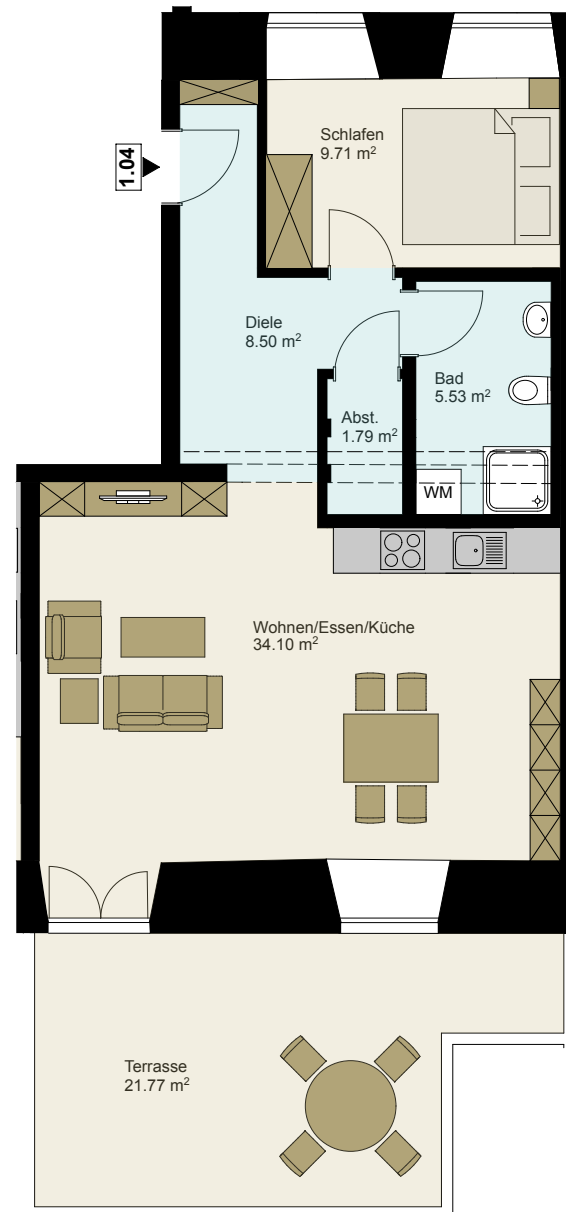 Schlafen
9.71 m²
1.04
Diele
8.50 m²
Bad
5.53 m²
Abst.
1.79 m²
WM
Wohnen/Essen/Küche
34.10 m²
Terrasse
21.77 m²